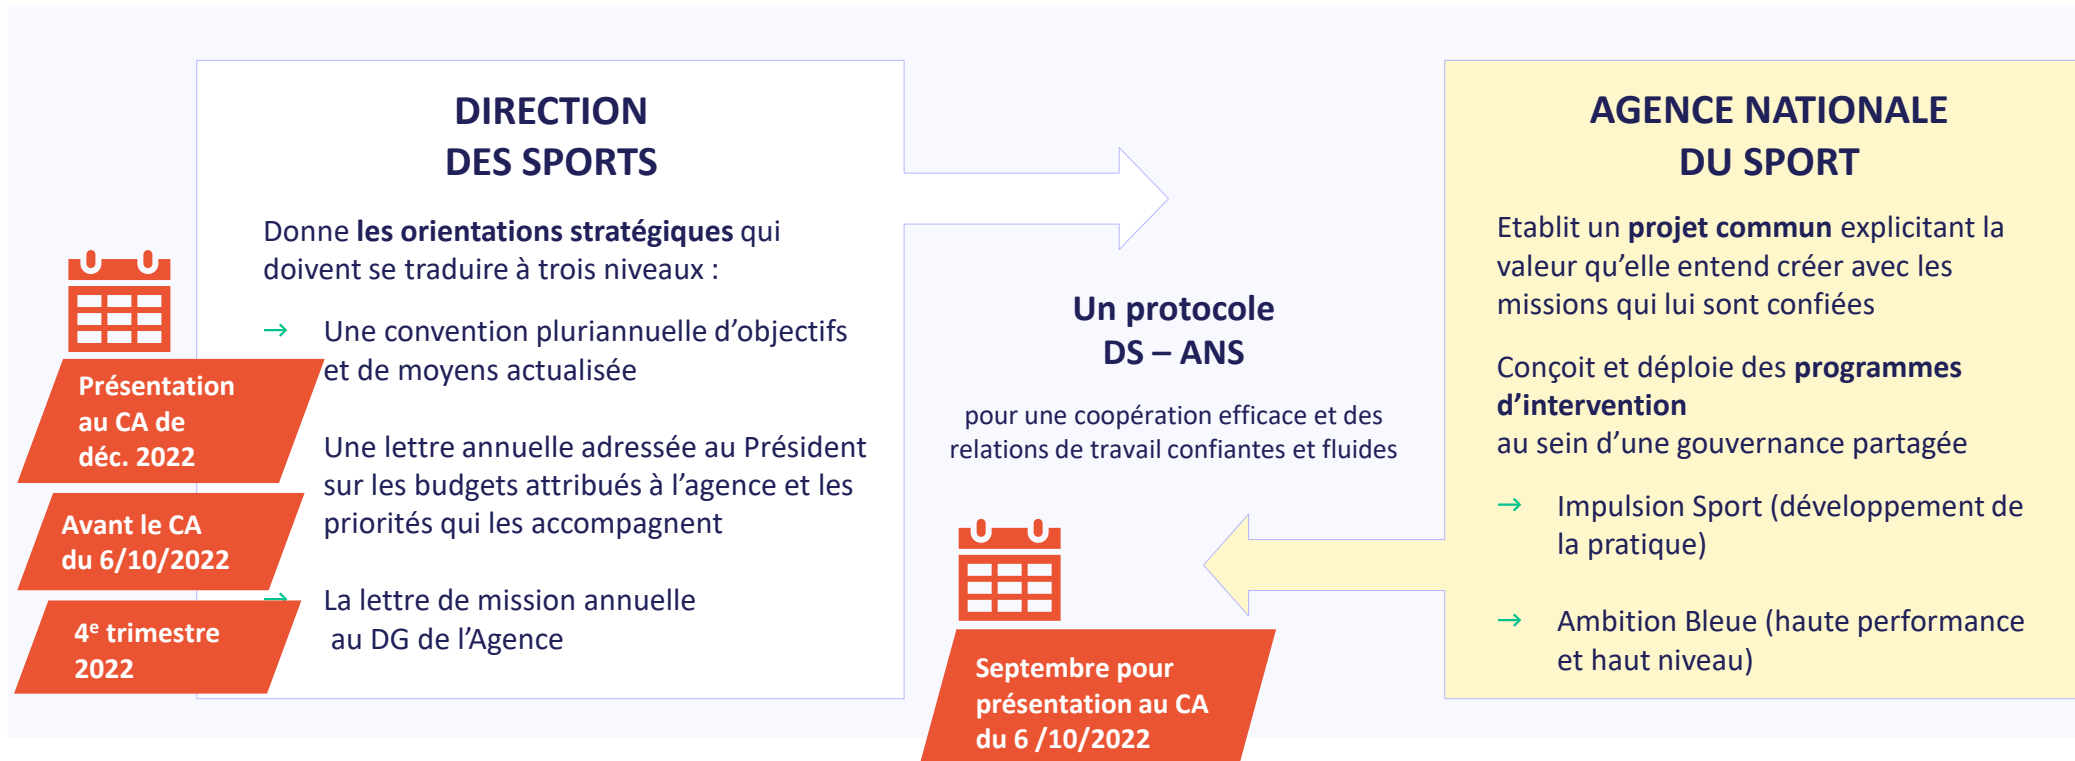 DIRECTION
DES SPORTS
Donne les orientations stratégiques qui
doivent se traduire à trois niveaux :
→ Une convention pluriannuelle d’objectifs
et de moyens actualisée
Une lettre annuelle adressée au Président
sur les budgets attribués à l’agence et les
priorités qui les accompagnent
→ La lettre de mission annuelle
au DG de l’Agence
Présentation
au CA de
déc. 2022
Avant le CA
du 6/10/2022
4e trimestre
2022
Un protocole
DS – ANS
pour une coopération efficace et des
relations de travail confiantes et fluides
Septembre pour
présentation au CA
du 6 /10/2022
AGENCE NATIONALE
DU SPORT
Etablit un projet commun explicitant la
valeur qu’elle entend créer avec les
missions qui lui sont confiées
Conçoit et déploie des programmes
d’intervention
au sein d’une gouvernance partagée
→ Impulsion Sport (développement de
la pratique)
→ Ambition Bleue (haute performance
et haut niveau)